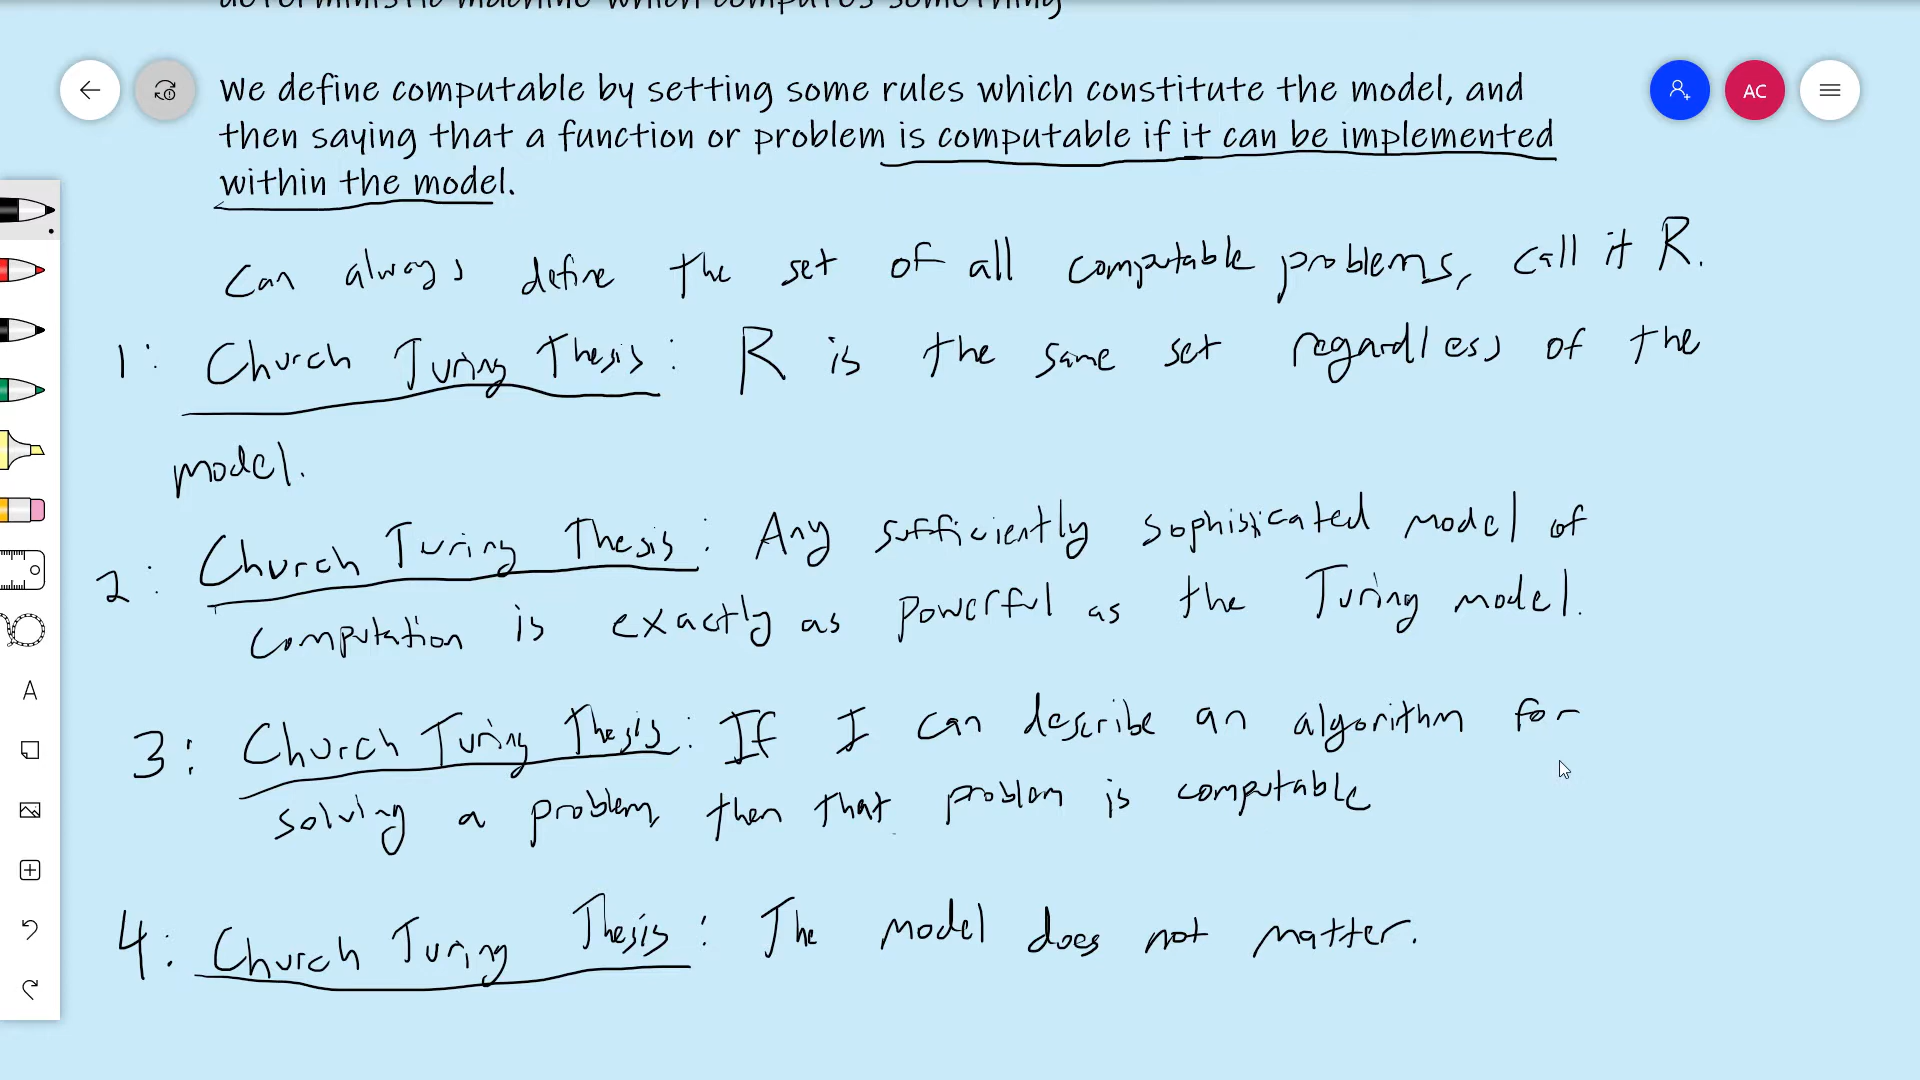 deterministic machine which computes something
We define computable by setting some rules which constitute the model, and
then saying that a function or problem is computable if it can be implemented
within the model.
Can always define the set of all computable problems, call it R.
1: Church Turing Thesis: R is the same set regardless of the
model.
2: Church Turing Thesis: Any sufficiently sophisticated model of
computation is exactly as powerful as the Turing model.
3: Church Turing Thesis: If I can describe an algorithm for
solving a problem, then that problem is computable
4: Church Turing Thesis: The model does not matter.
AC
A